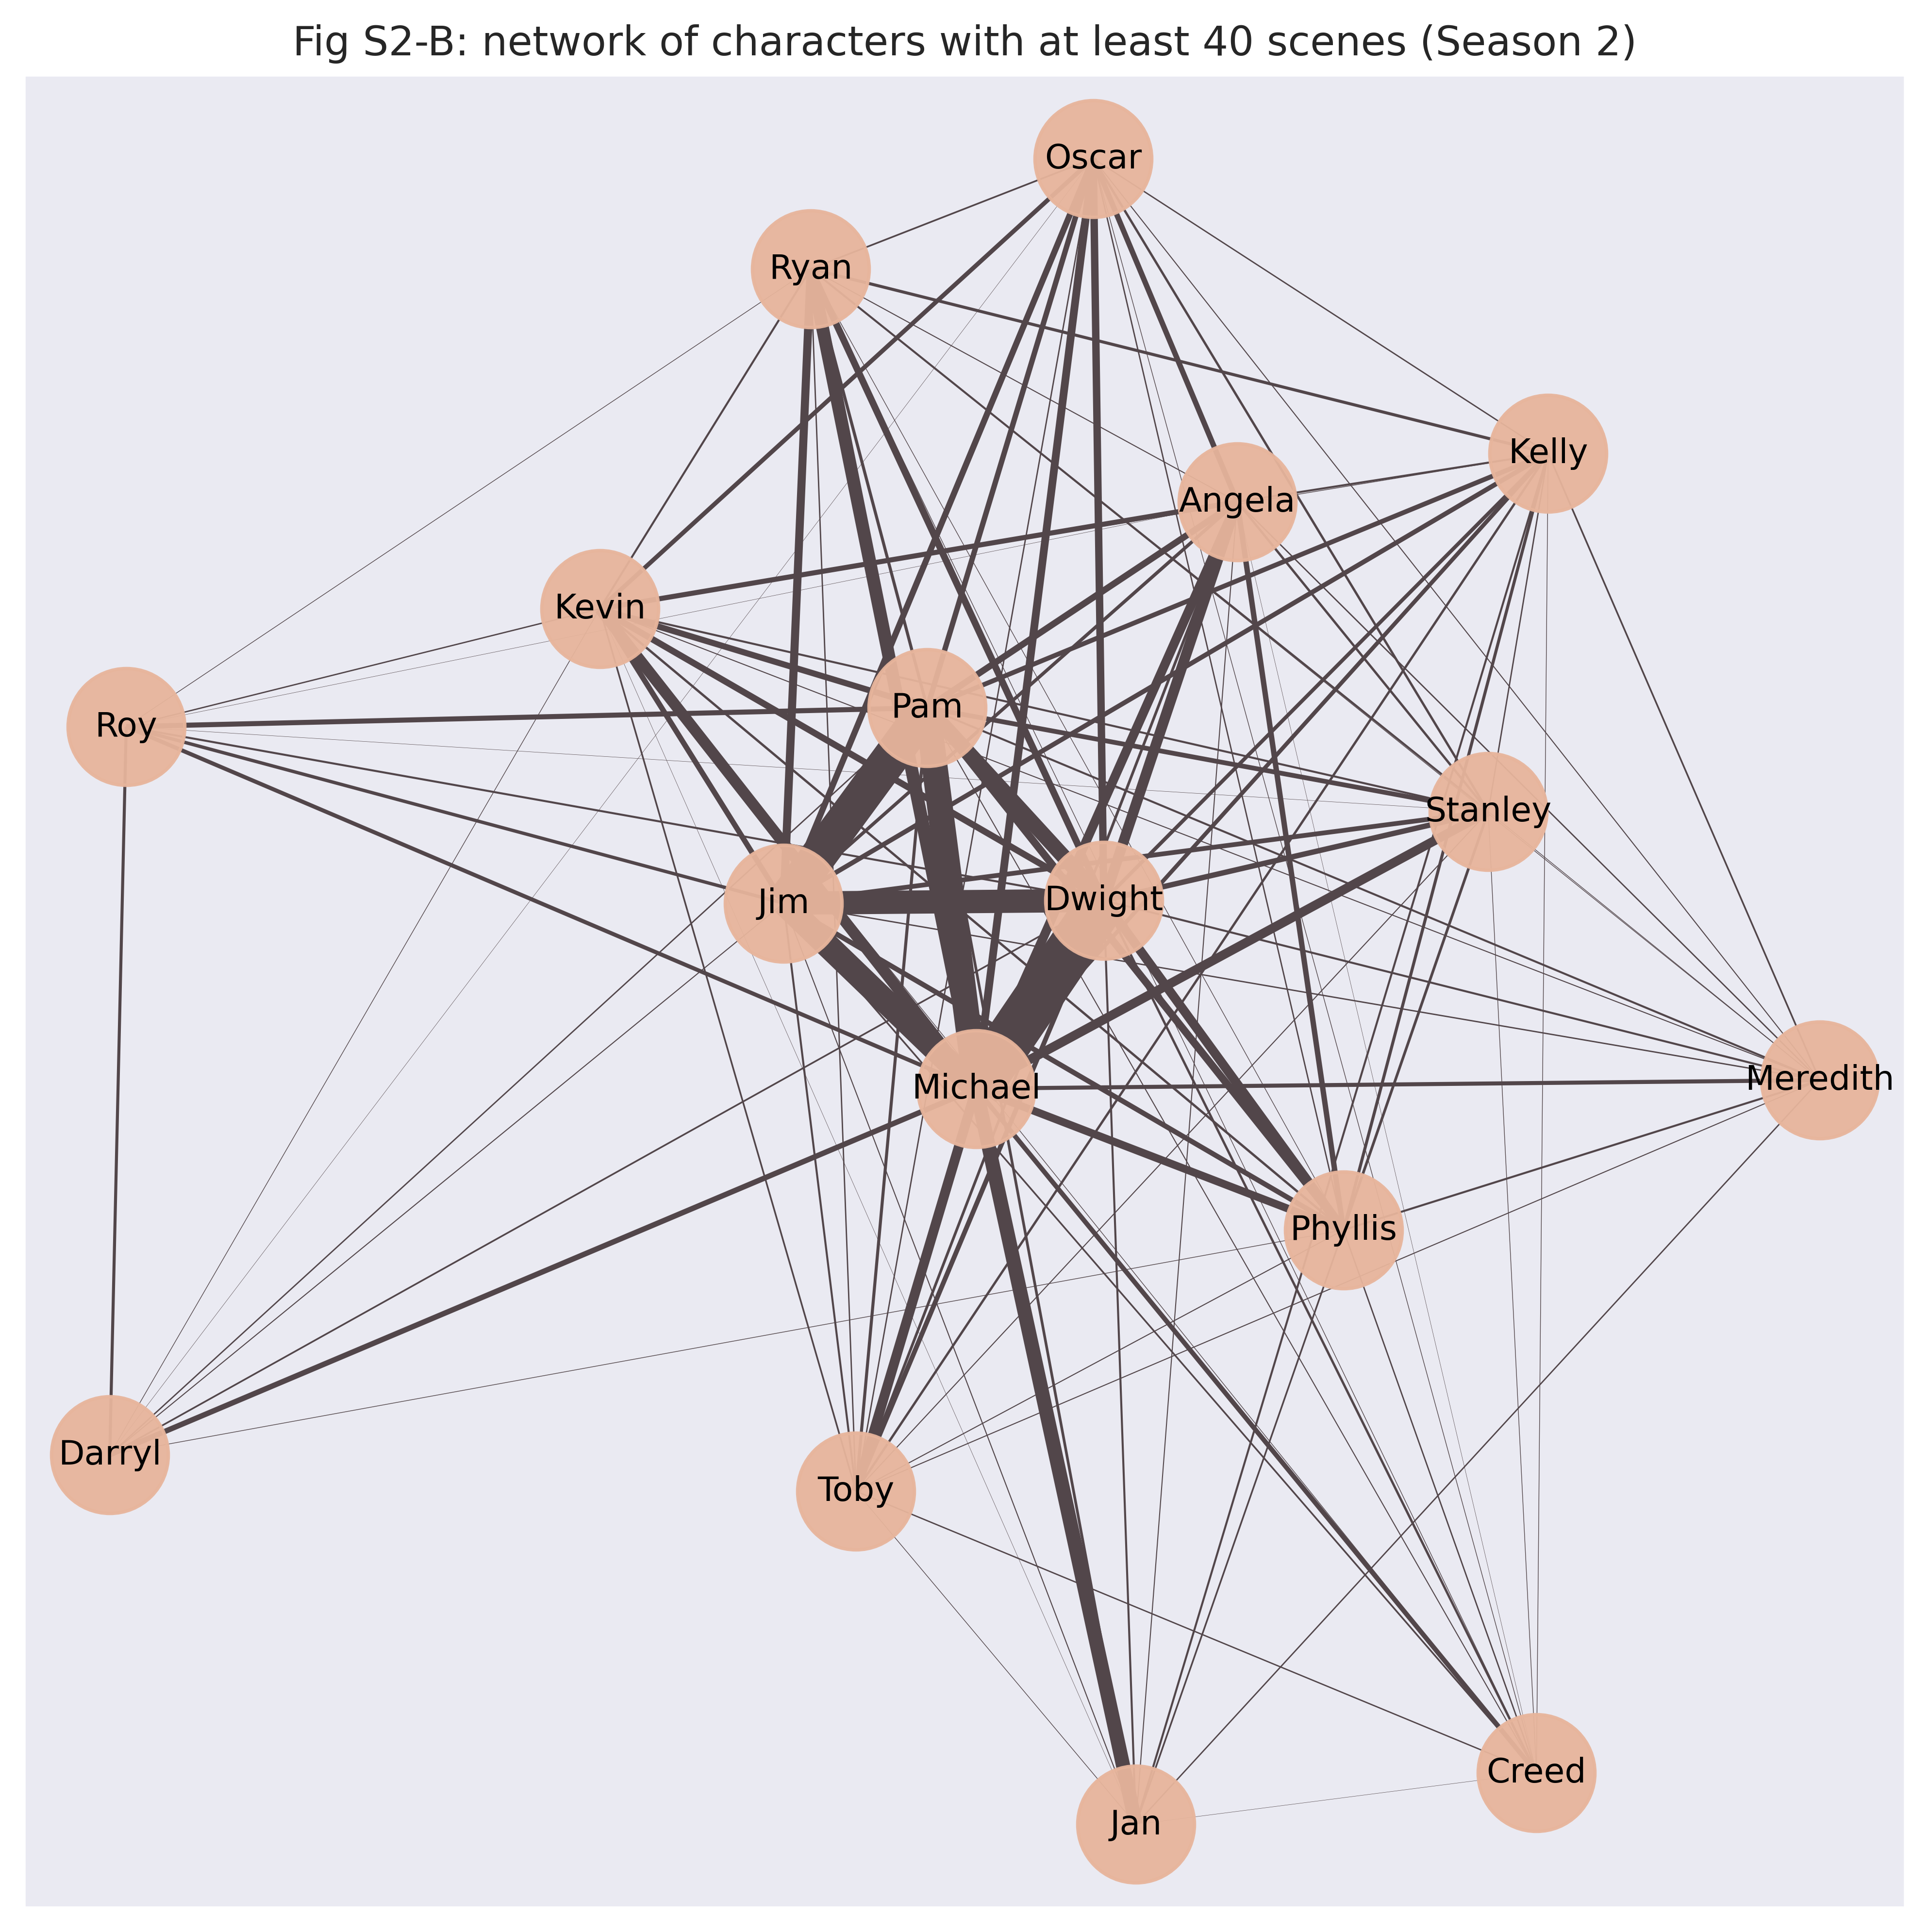 Fig S2-B: network of characters with at least 40 scenes (Season 2)
Oscar
Ryan
Kelly
Angela
Kevin
Pam
Roy
Stanley
Jim
Dwight
Michael
Meredith
Phyllis
Darryl
Toby
Creed
Jan